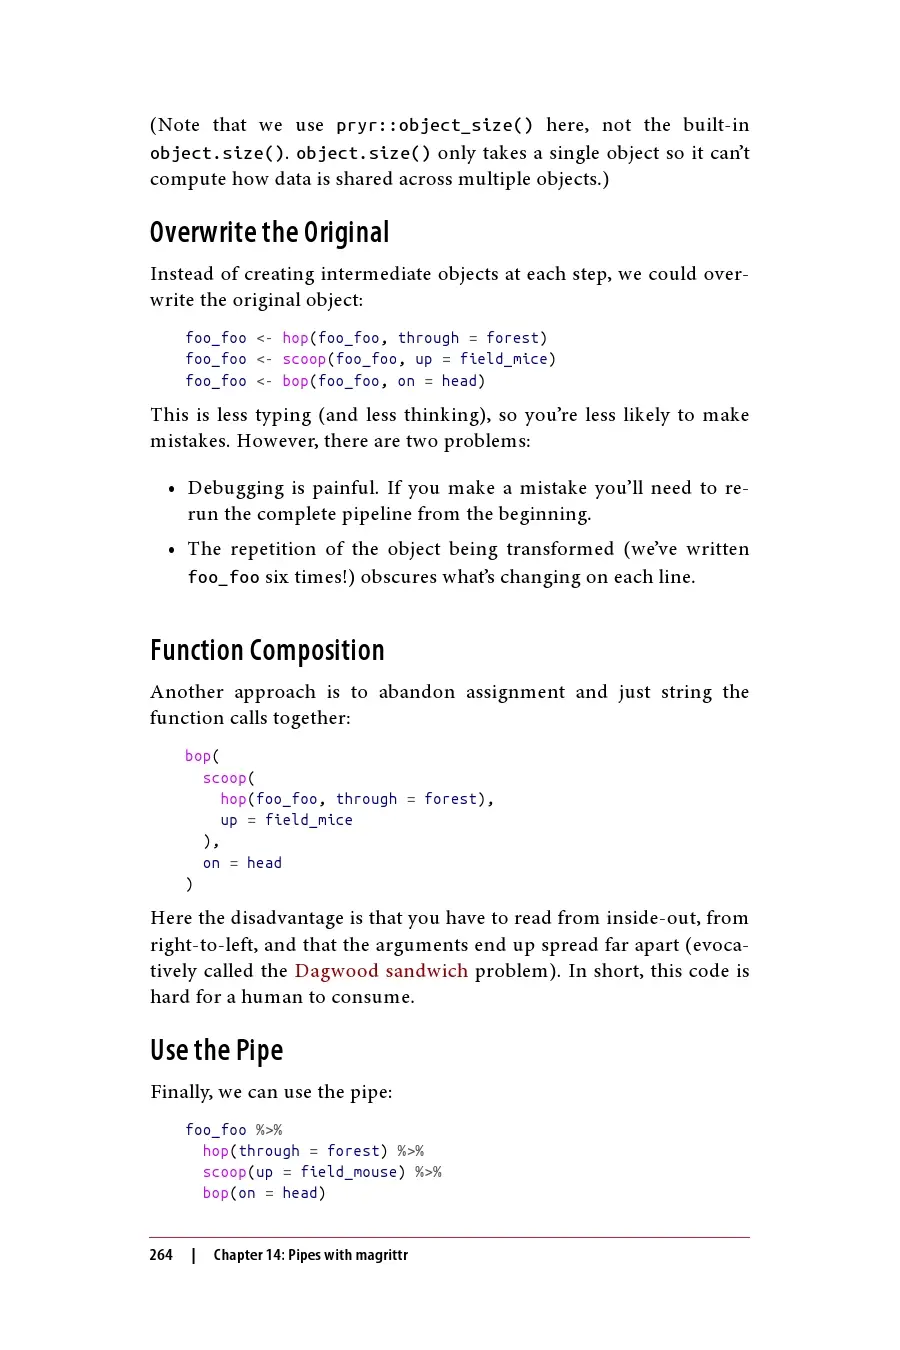 (Note that we use pryr::object_size() here, not the built-in
object.size(). object.size() only takes a single object so it can’t
compute how data is shared across multiple objects.)
Overwrite the Original
Instead of creating intermediate objects at each step, we could over-
write the original object:
foo_foo <- hop(foo_foo, through = forest)
foo_foo <- scoop(foo_foo, up = field_mice)
foo_foo <- bop(foo_foo, on = head)
This is less typing (and less thinking), so you’re less likely to make
mistakes. However, there are two problems:
• Debugging is painful. If you make a mistake you’ll need to re-
run the complete pipeline from the beginning.
• The repetition of the object being transformed (we’ve written
foo_foo six times!) obscures what’s changing on each line.
Function Composition
Another approach is to abandon assignment and just string the
function calls together:
bop(
  scoop(
    hop(foo_foo, through = forest),
    up = field_mice
  ),
  on = head
)
Here the disadvantage is that you have to read from inside-out, from
right-to-left, and that the arguments end up spread far apart (evoca-
tively called the Dagwood sandwich problem). In short, this code is
hard for a human to consume.
Use the Pipe
Finally, we can use the pipe:
foo_foo %>%
  hop(through = forest) %>%
  scoop(up = field_mouse) %>%
  bop(on = head)
264 | Chapter 14: Pipes with magrittr